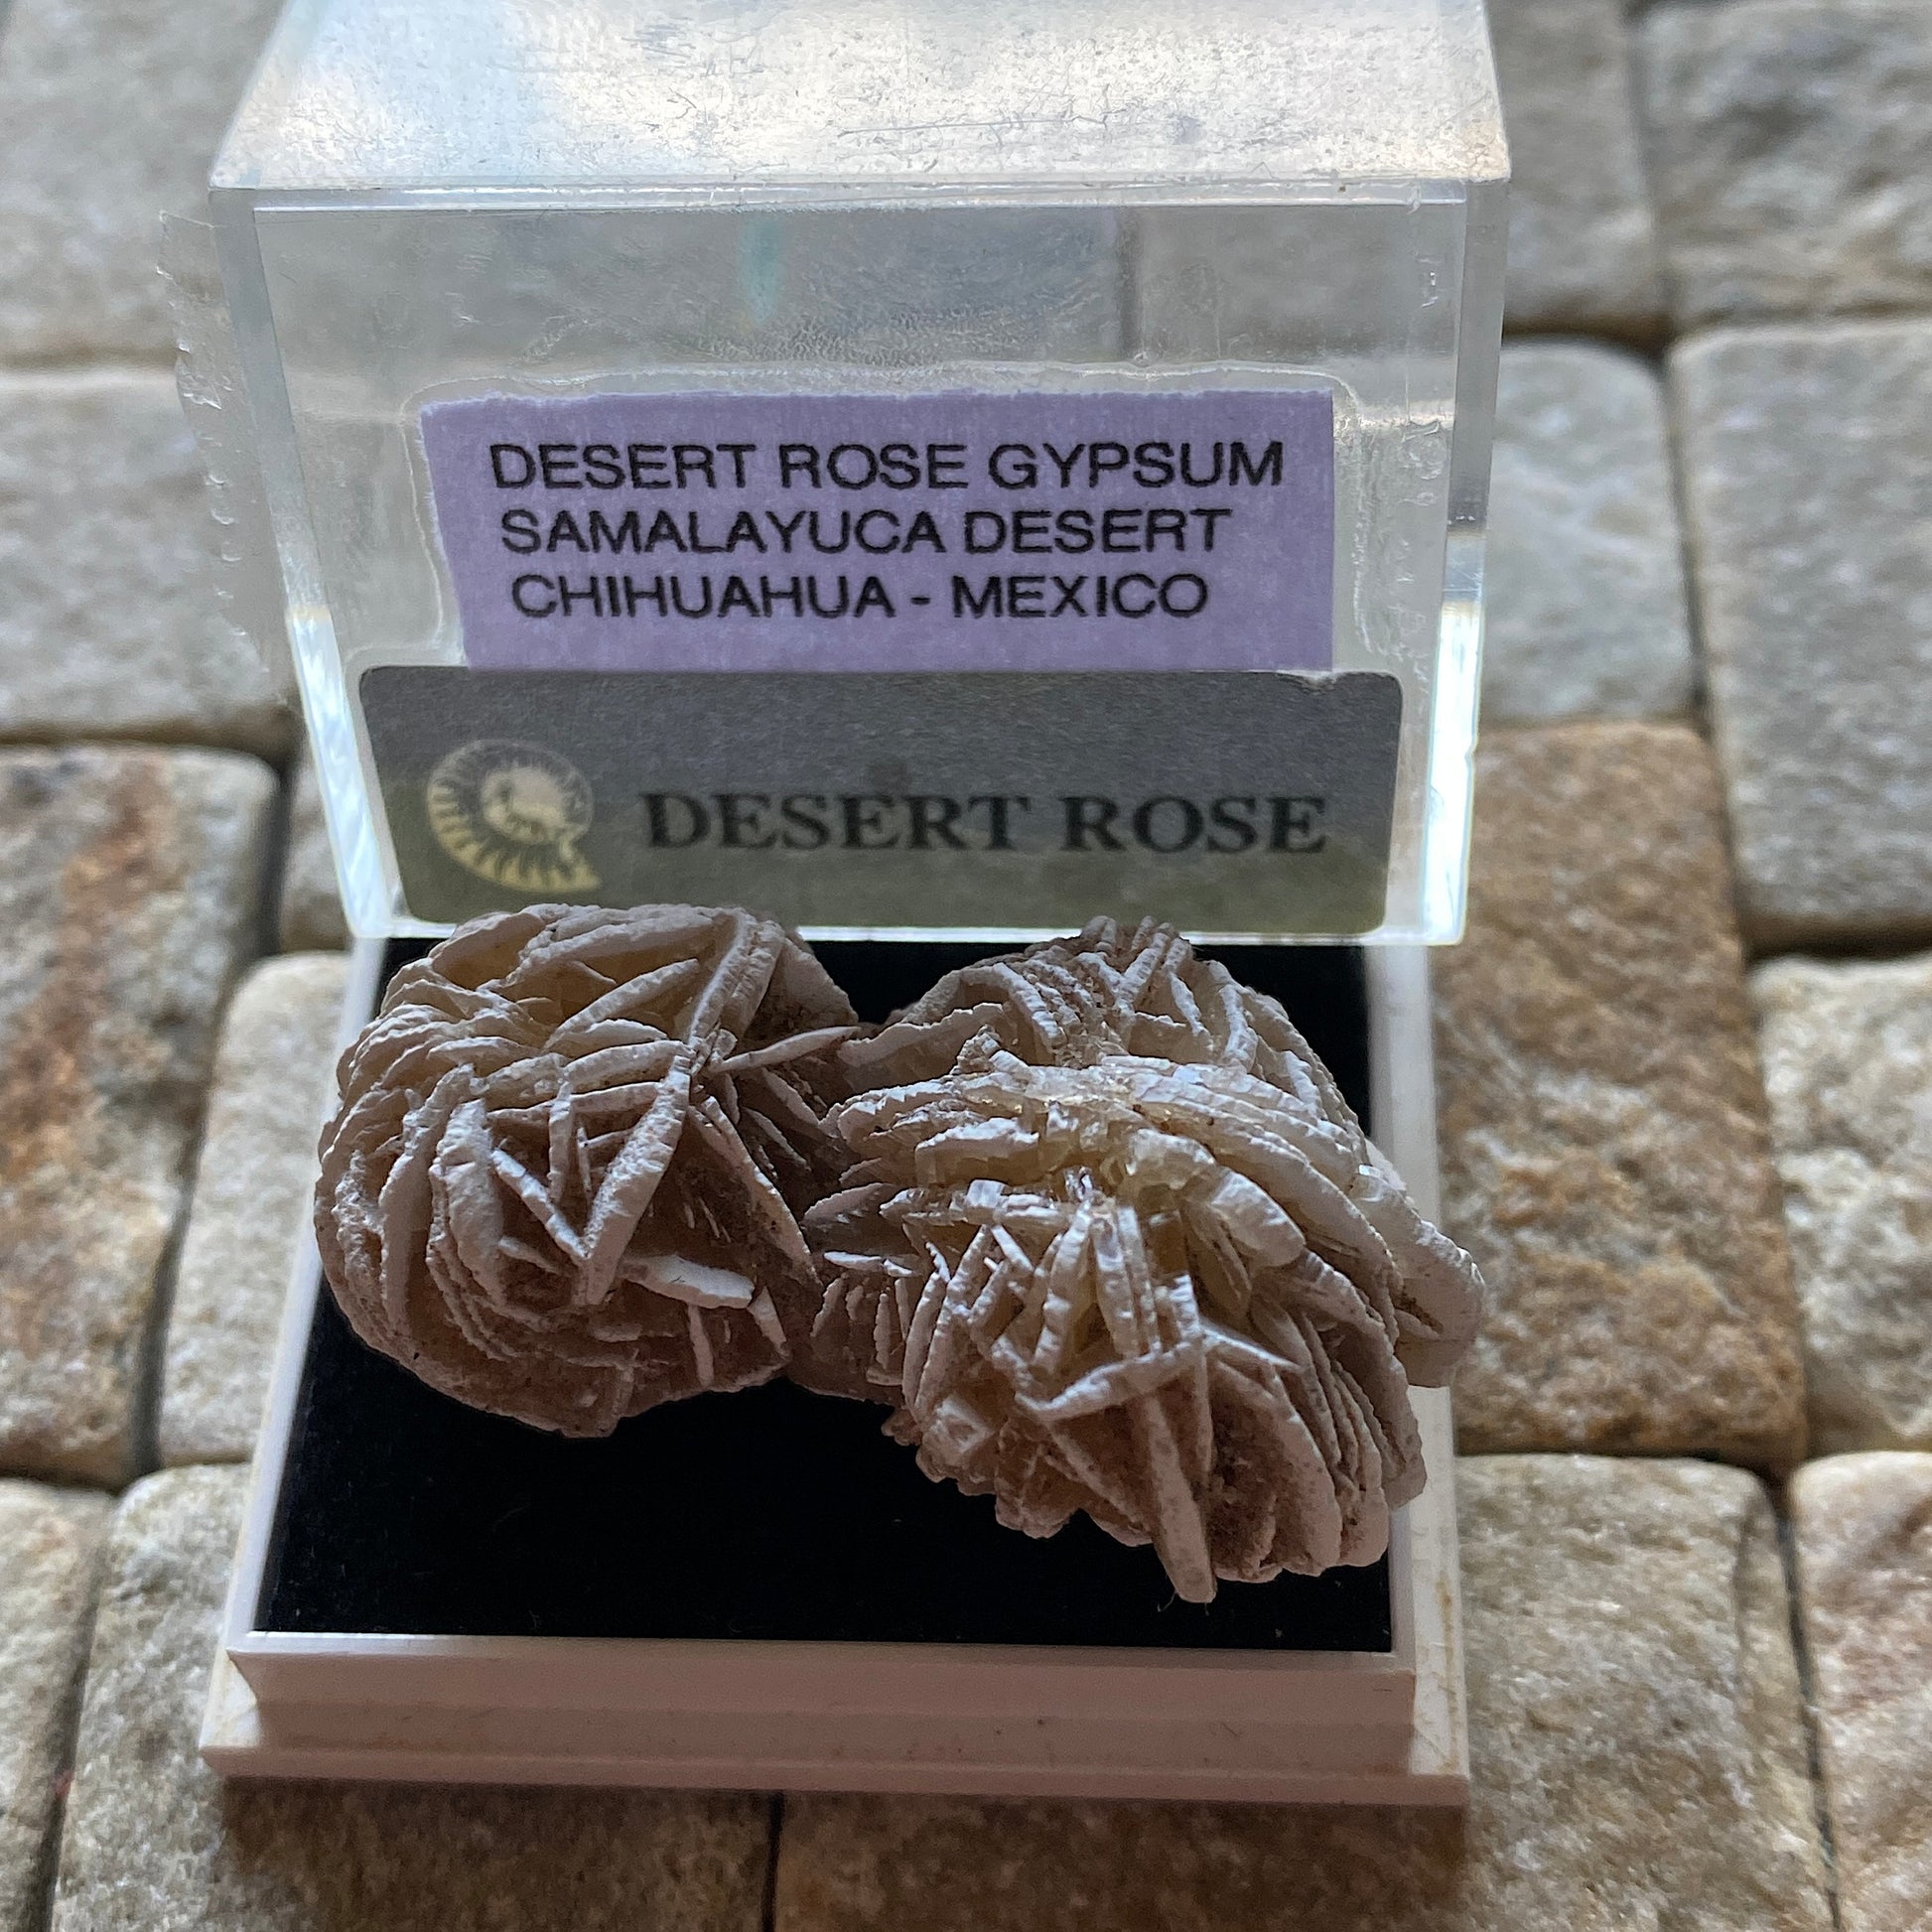 DESERT ROSE GYPSUM
SAMALAYUCA DESERT
CHIHUAHUA - MEXICO
DESERT ROSE